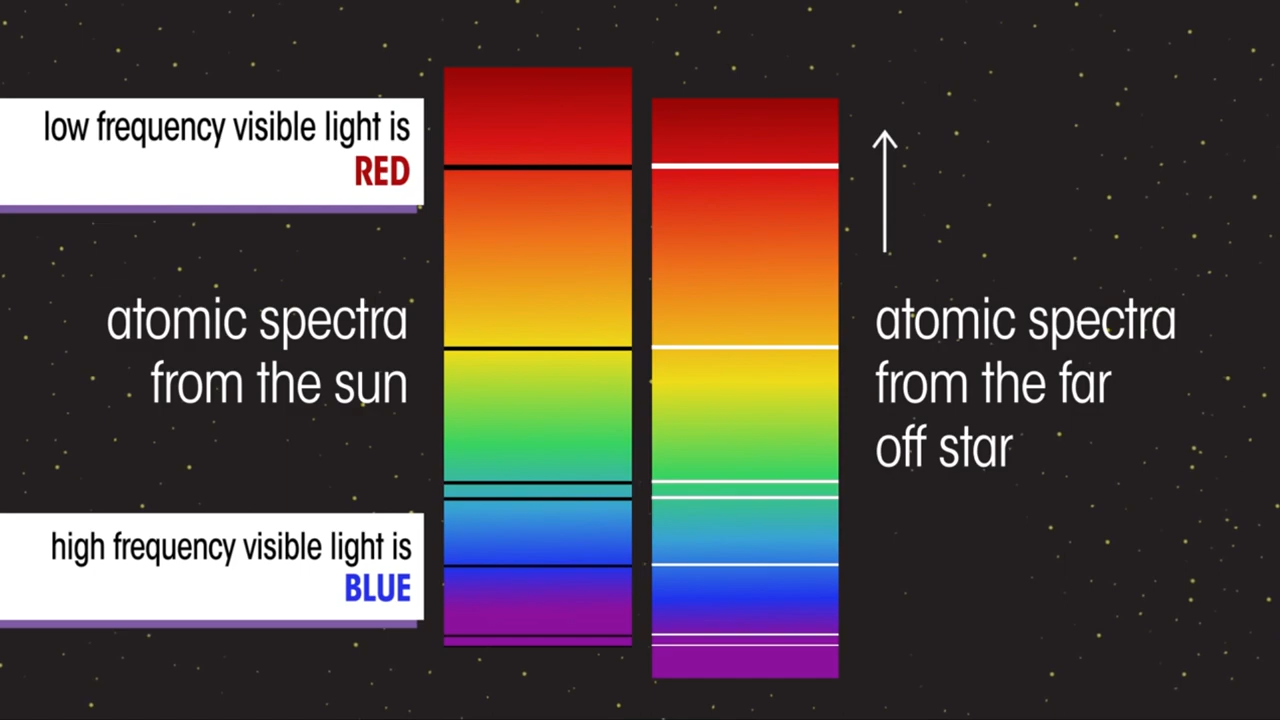 low frequency visible light is
RED
atomic spectra
from the sun
high frequency visible light is
BLUE
atomic spectra
from the far
off star